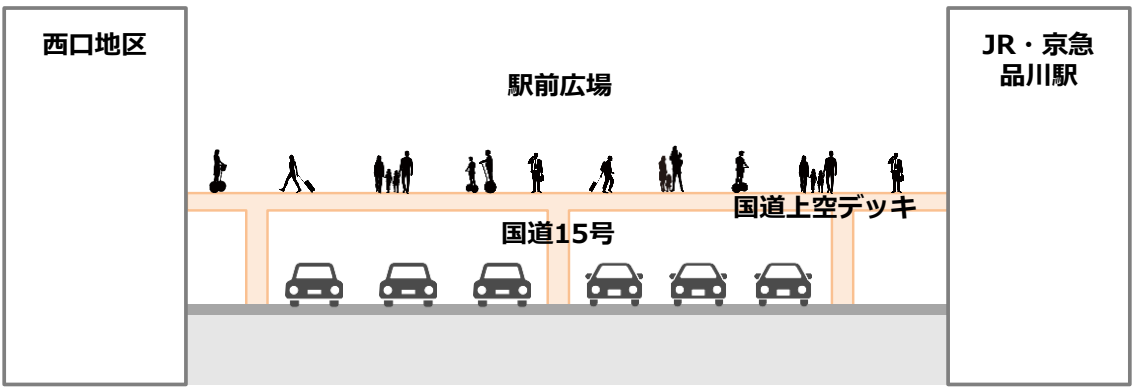 西口地区
駅前広場
JR・京急
品川駅
国道上空デッキ
国道15号